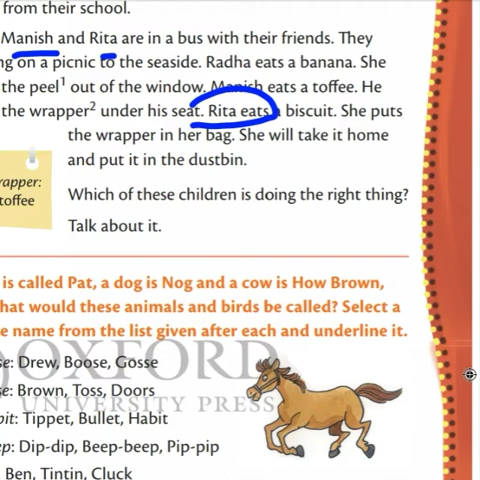 from their school.
Manish and Rita are in a bus with their friends. They
ng on a picnic to the seaside. Radha eats a banana. She
the peel¹ out of the window. Manish eats a toffee. He
the wrapper² under his seat. Rita eats a biscuit. She puts
the wrapper in her bag. She will take it home
and put it in the dustbin.
rapper:
toffee
Which of these children is doing the right thing?
Talk about it.
is called Pat, a dog is Nog and a cow is How Brown,
hat would these animals and birds be called? Select a
e name from the list given after each and underline it.
se: Drew, Boose, Gosse
se: Brown, Toss, Doors
bit: Tippet, Bullet, Habit
ep: Dip-dip, Beep-beep, Pip-pip
Ben, Tintin, Cluck
OXFORD
UNIVERSITY PRESS